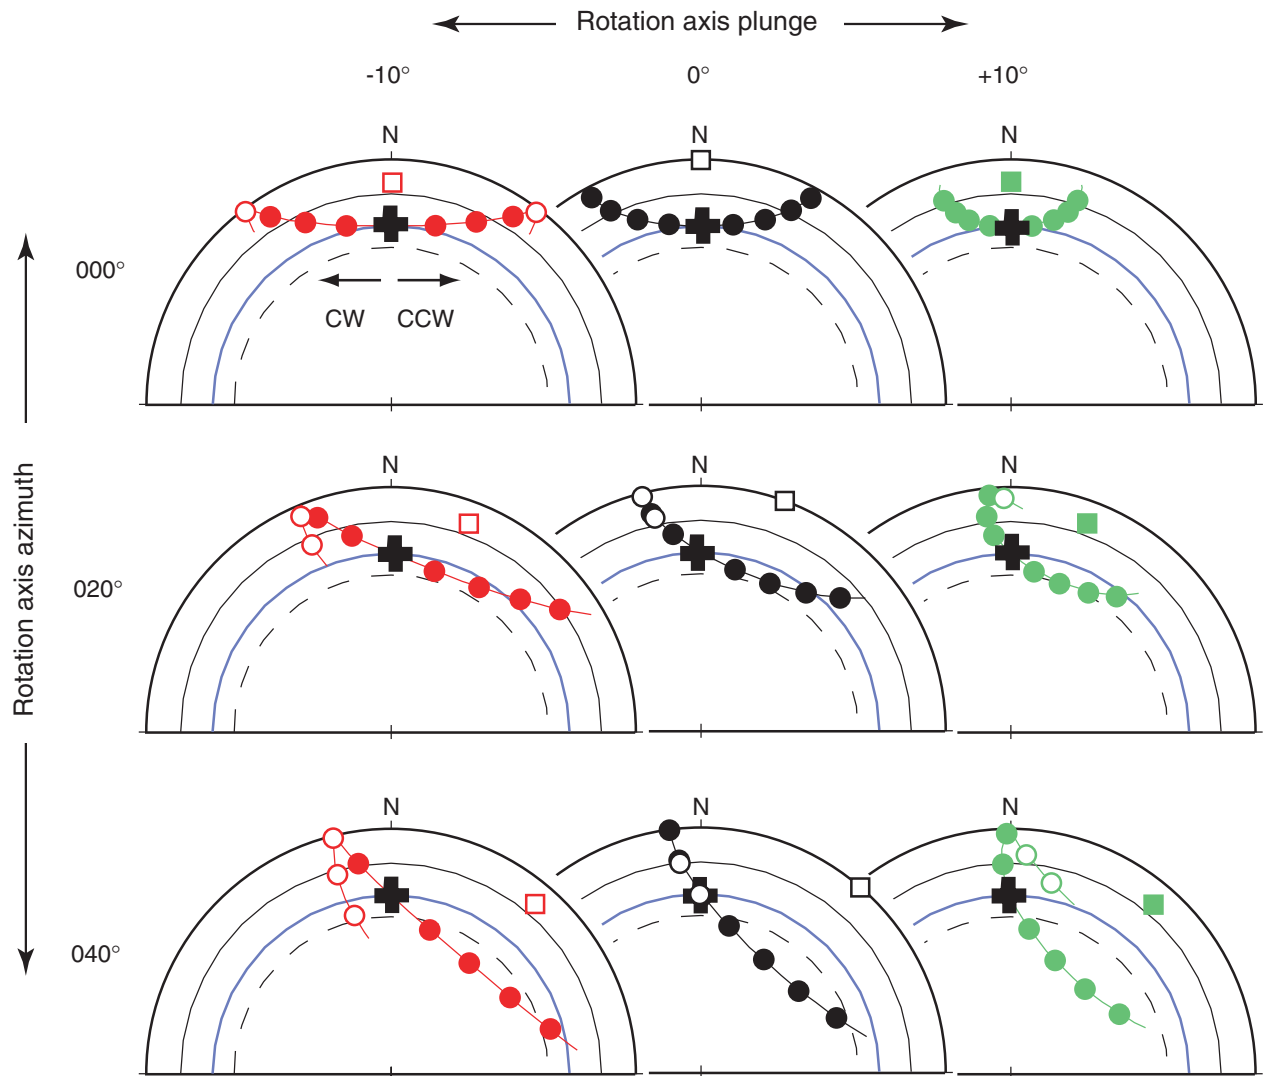 Rotation axis plunge
-10° 0° +10°
N N N
000°
CW CCW
Rotation axis azimuth
N N N
020°
N N N
040°